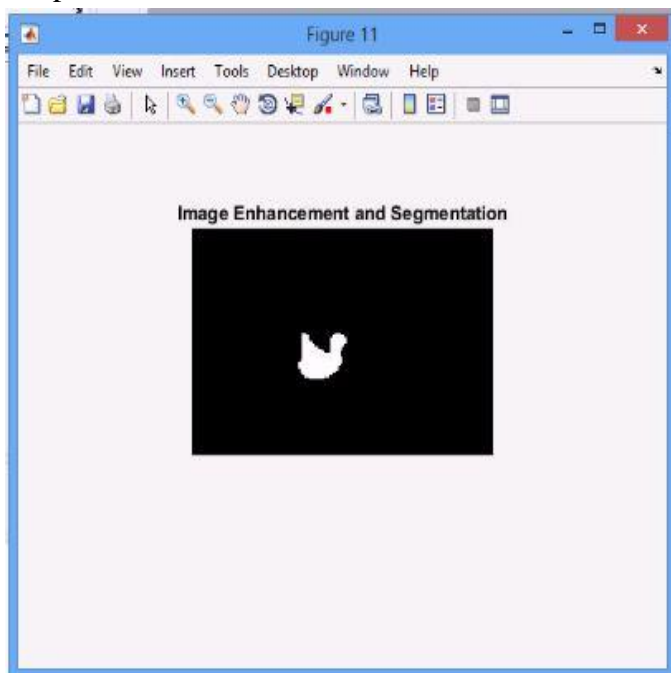 Figure 11
File Edit View Insert Tools Desktop Window Help
Image Enhancement and Segmentation